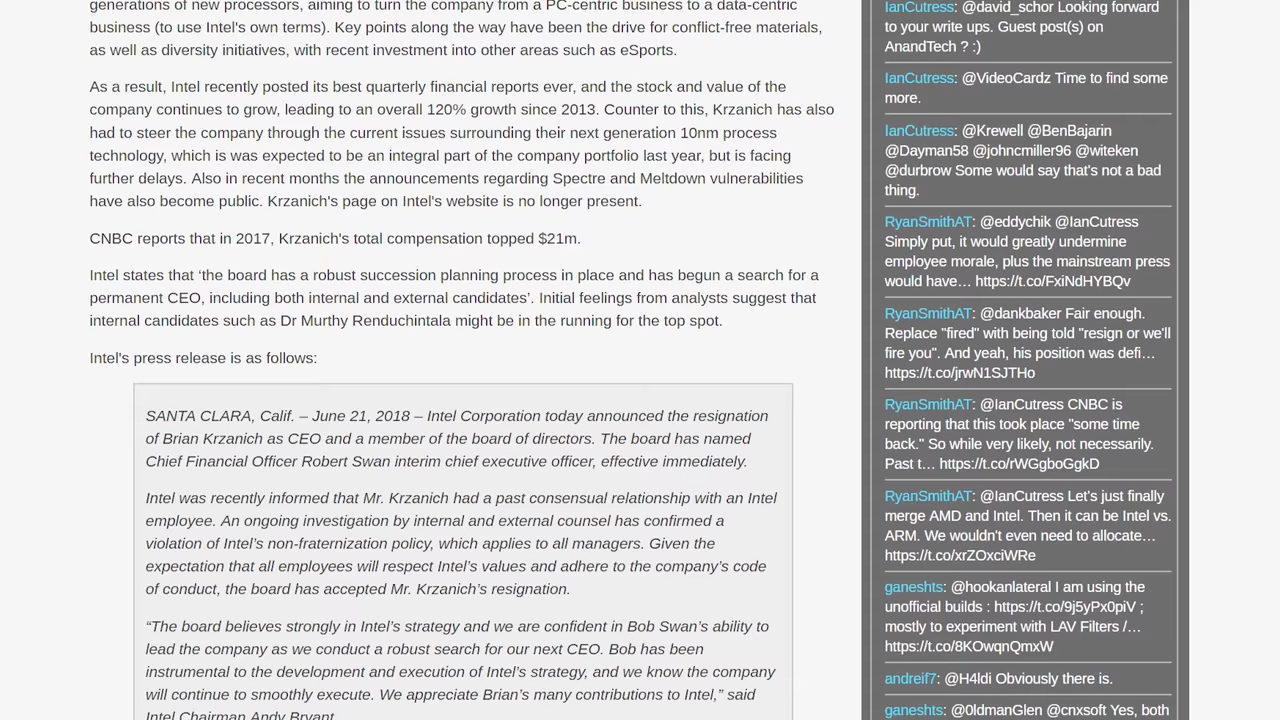 generations of new processors, aiming to turn the company from a PC-centric business to a data-centric
business (to use Intel's own terms). Key points along the way have been the drive for conflict-free materials,
as well as diversity initiatives, with recent investment into other areas such as eSports.
As a result, Intel recently posted its best quarterly financial reports ever, and the stock and value of the
company continues to grow, leading to an overall 120% growth since 2013. Counter to this, Krzanich has also
had to steer the company through the current issues surrounding their next generation 10nm process
technology, which is was expected to be an integral part of the company portfolio last year, but is facing
further delays. Also in recent months the announcements regarding Spectre and Meltdown vulnerabilities
have also become public. Krzanich's page on Intel's website is no longer present.
CNBC reports that in 2017, Krzanich's total compensation topped $21m.
Intel states that ‘the board has a robust succession planning process in place and has begun a search for a
permanent CEO, including both internal and external candidates’. Initial feelings from analysts suggest that
internal candidates such as Dr Murthy Renduchintala might be in the running for the top spot.
Intel's press release is as follows:
SANTA CLARA, Calif. – June 21, 2018 – Intel Corporation today announced the resignation
of Brian Krzanich as CEO and a member of the board of directors. The board has named
Chief Financial Officer Robert Swan interim chief executive officer, effective immediately.
Intel was recently informed that Mr. Krzanich had a past consensual relationship with an Intel
employee. An ongoing investigation by internal and external counsel has confirmed a
violation of Intel’s non-fraternization policy, which applies to all managers. Given the
expectation that all employees will respect Intel’s values and adhere to the company’s code
of conduct, the board has accepted Mr. Krzanich’s resignation.
“The board believes strongly in Intel’s strategy and we are confident in Bob Swan’s ability to
lead the company as we conduct a robust search for our next CEO. Bob has been
instrumental to the development and execution of Intel’s strategy, and we know the company
will continue to smoothly execute. We appreciate Brian’s many contributions to Intel,” said
Intel Chairman Andy Bryant.
IanCutress: @david_schor Looking forward
to your write ups. Guest post(s) on
AnandTech ? :)
IanCutress: @VideoCardz Time to find some
more.
IanCutress: @Krewell @BenBajarin
@Dayman58 @johncmiller96 @witeken
@durbrow Some would say that's not a bad
thing.
RyanSmithAT: @eddychik @IanCutress
Simply put, it would greatly undermine
employee morale, plus the mainstream press
would have… https://t.co/FxiNdHYBQv
RyanSmithAT: @dankbaker Fair enough.
Replace "fired" with being told "resign or we'll
fire you". And yeah, his position was defi…
https://t.co/jrwN1SJTHo
RyanSmithAT: @IanCutress CNBC is
reporting that this took place "some time
back." So while very likely, not necessarily.
Past t… https://t.co/rWGgboGgkD
RyanSmithAT: @IanCutress Let's just finally
merge AMD and Intel. Then it can be Intel vs.
ARM. We wouldn't even need to allocate…
https://t.co/xrZOxciWRe
ganeshts: @hookanlateral I am using the
unofficial builds : https://t.co/9j5yPx0piV ;
mostly to experiment with LAV Filters /…
https://t.co/8KOwqnQmxW
andreif7: @H4ldi Obviously there is.
ganeshts: @0ldmanGlen @cnxsoft Yes, both